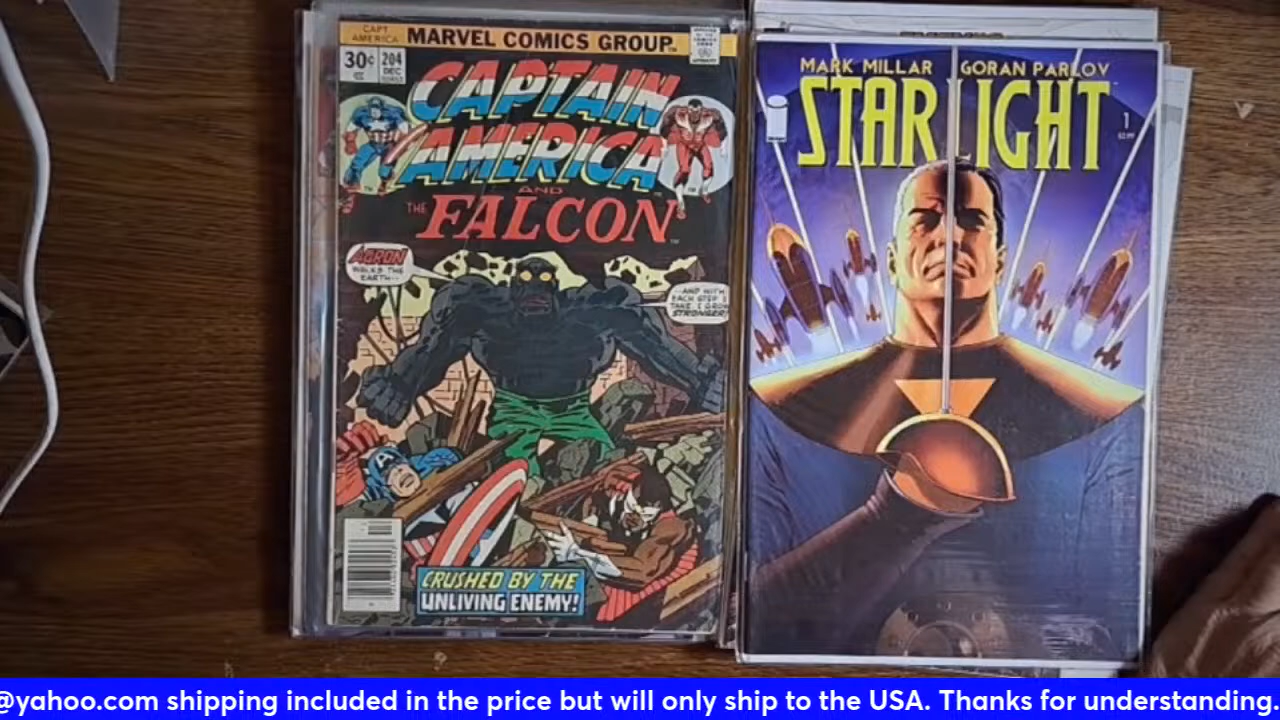 CAPT
AMERICA
MARVEL COMICS GROUP
30¢
204
DEC
CAPTAIN
AMERICA
AND
THE FALCON
AGRON
WALKS THE
EARTH--
--AND WITH
EACH STEP I
TAKE, I GROW
STRONGER!
CRUSHED BY THE
UNLIVING ENEMY!
MARK MILLAR GORAN PARLOV
STARLIGHT
1
$2.99
@yahoo.com shipping included in the price but will only ship to the USA. Thanks for understanding.